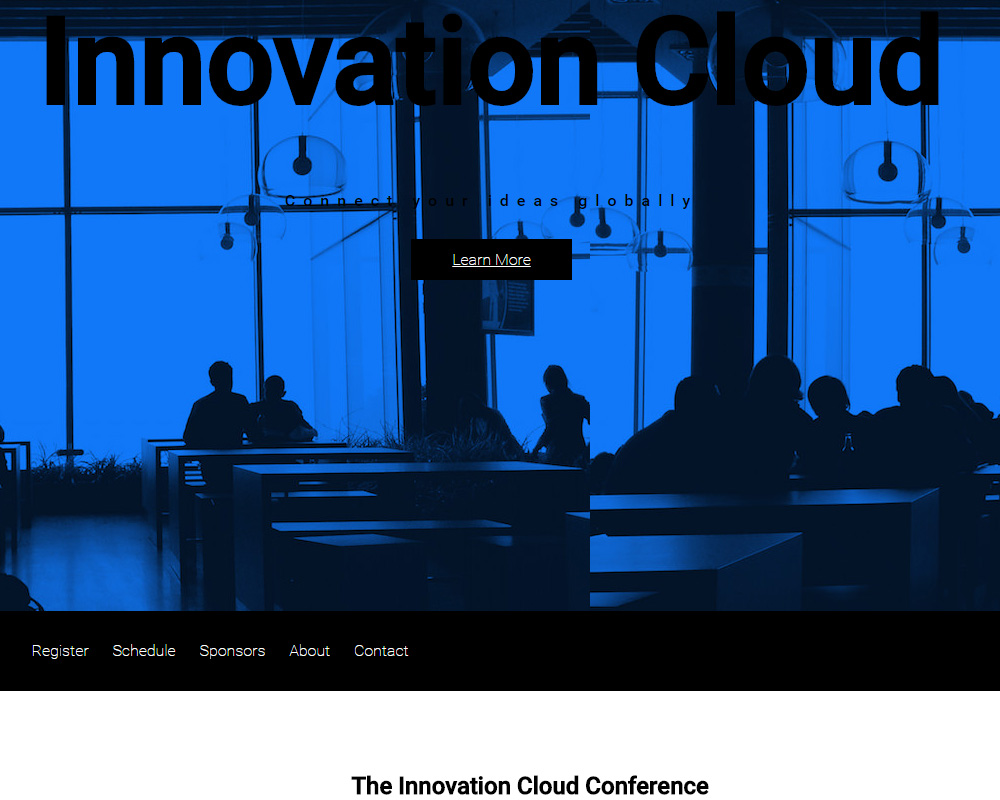 Innovation Cloud
Connect your ideas globally
Learn More
Register Schedule Sponsors About Contact
The Innovation Cloud Conference